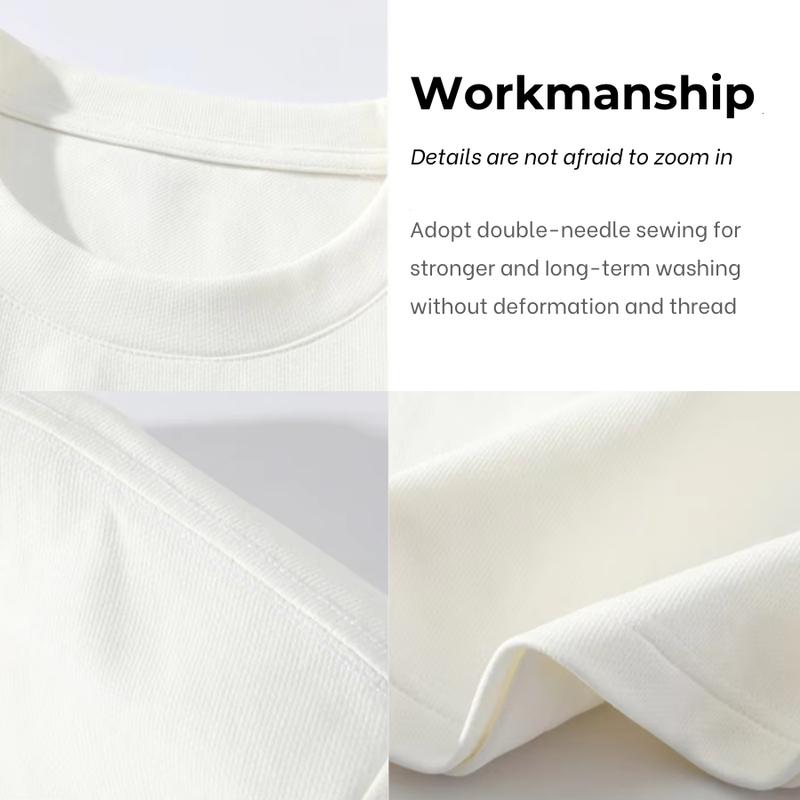 Workmanship
Details are not afraid to zoom in
Adopt double-needle sewing for
stronger and long-term washing
without deformation and thread